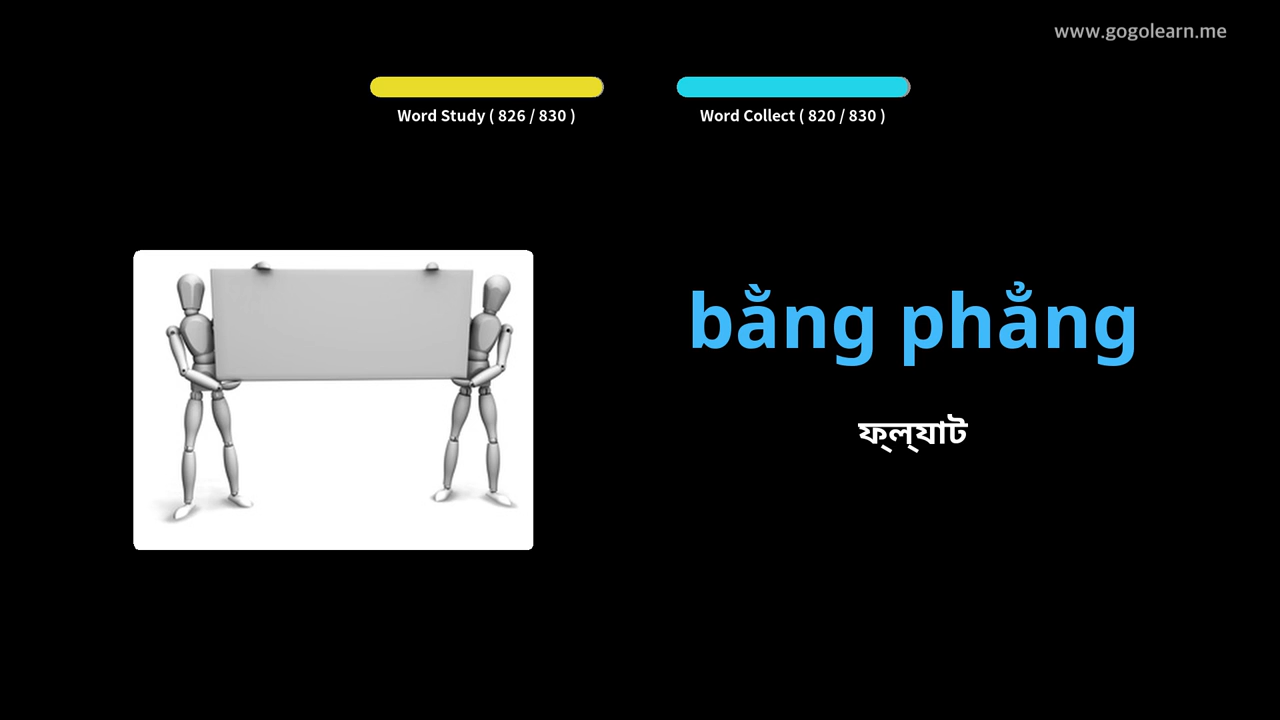 www.gogolearn.me
Word Study ( 826 / 830 )
Word Collect ( 820 / 830 )
bằng phẳng
ফ্ল্যাট